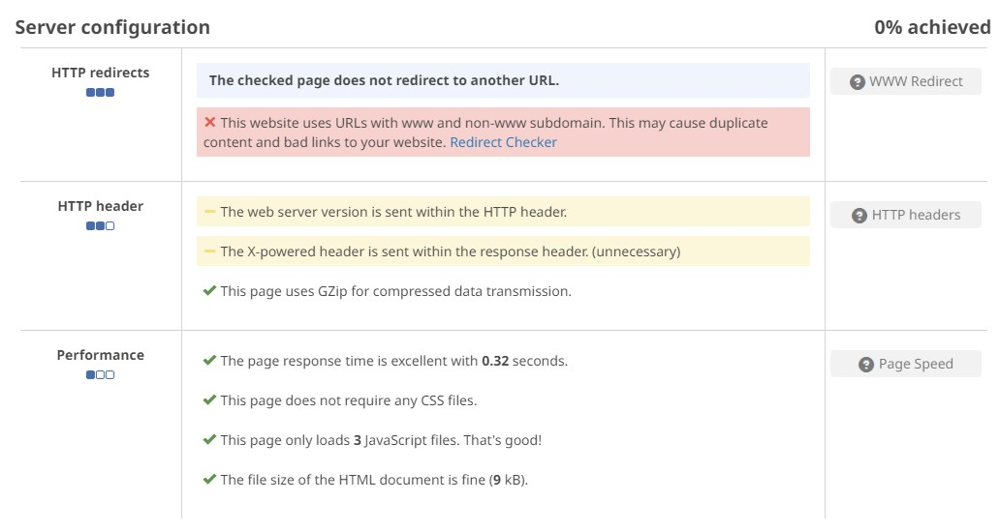 Server configuration
0% achieved
HTTP redirects
The checked page does not redirect to another URL.
This website uses URLs with www and non-www subdomain. This may cause duplicate
content and bad links to your website. Redirect Checker
? WWW Redirect
HTTP header
The web server version is sent within the HTTP header.
The X-powered header is sent within the response header. (unnecessary)
This page uses GZip for compressed data transmission.
? HTTP headers
Performance
The page response time is excellent with 0.32 seconds.
This page does not require any CSS files.
This page only loads 3 JavaScript files. That's good!
The file size of the HTML document is fine (9 kB).
? Page Speed